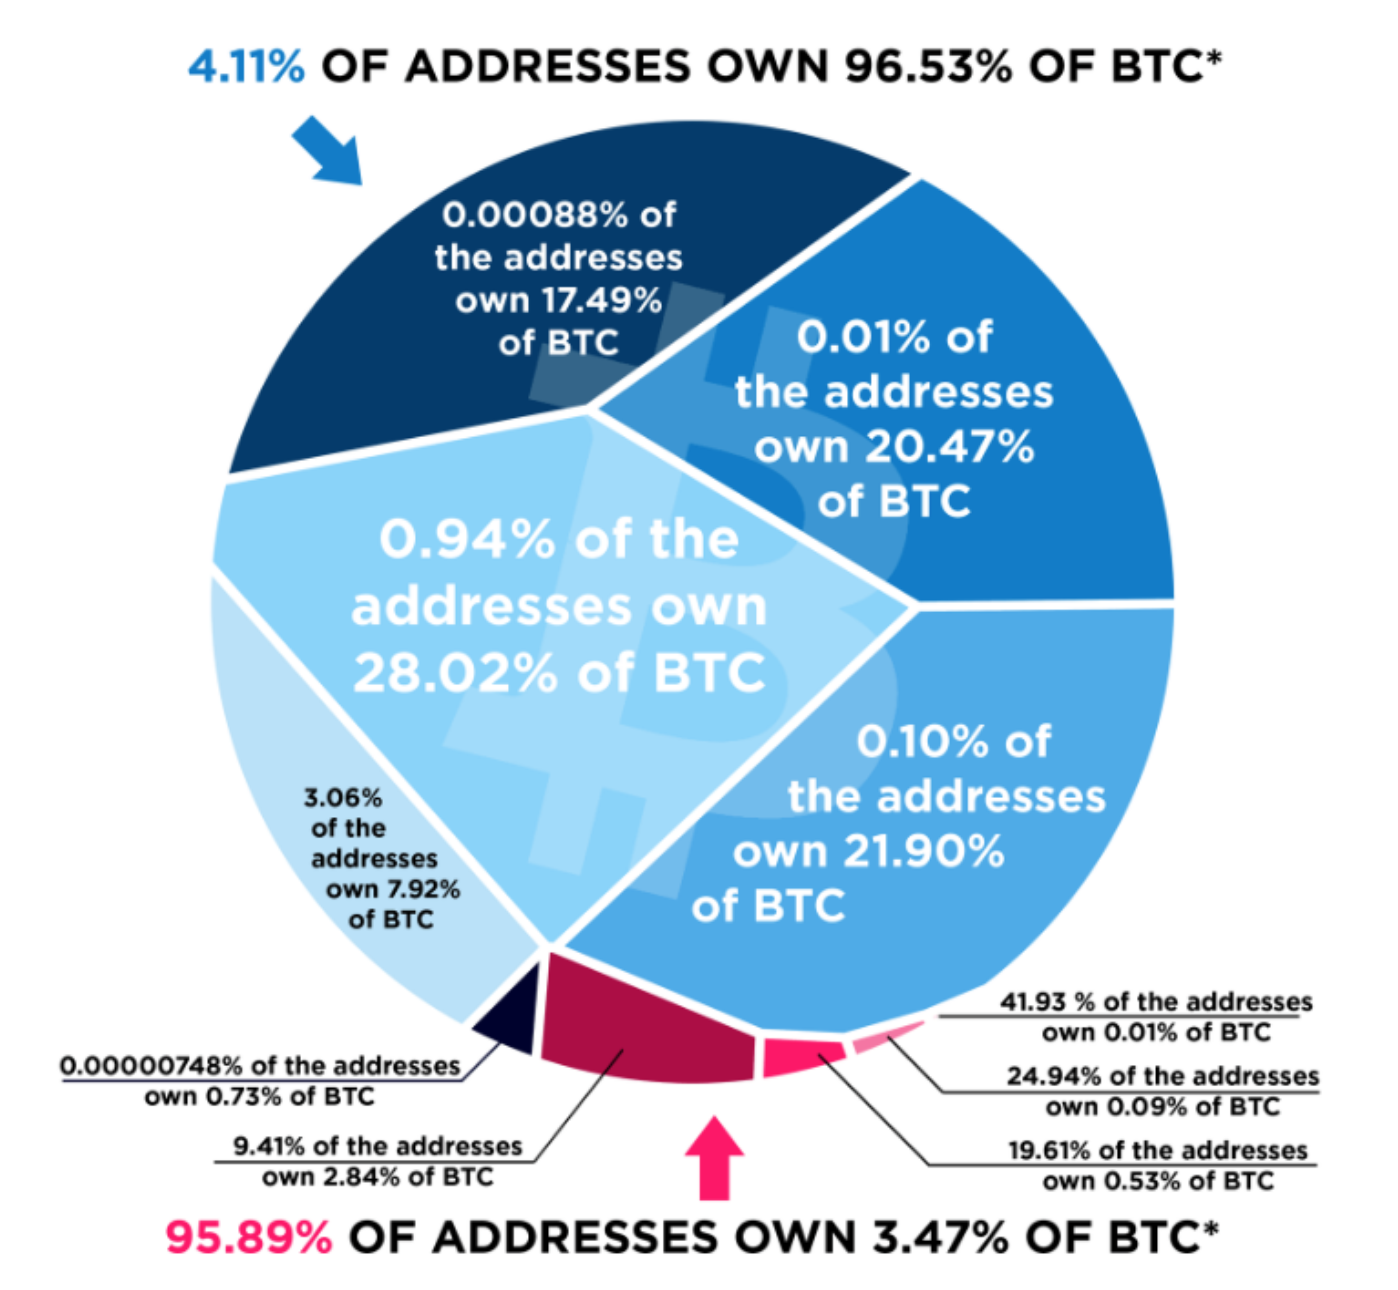 4.11% OF ADDRESSES OWN 96.53% OF BTC*
0.00088% of
the addresses
own 17.49%
of BTC
0.01% of
the addresses
own 20.47%
of BTC
0.94% of the
addresses own
28.02% of BTC
0.10% of
the addresses
own 21.90%
of BTC
3.06%
of the
addresses
own 7.92%
of BTC
41.93 % of the addresses
own 0.01% of BTC
0.00000748% of the addresses
own 0.73% of BTC
24.94% of the addresses
own 0.09% of BTC
9.41% of the addresses
own 2.84% of BTC
19.61% of the addresses
own 0.53% of BTC
95.89% OF ADDRESSES OWN 3.47% OF BTC*